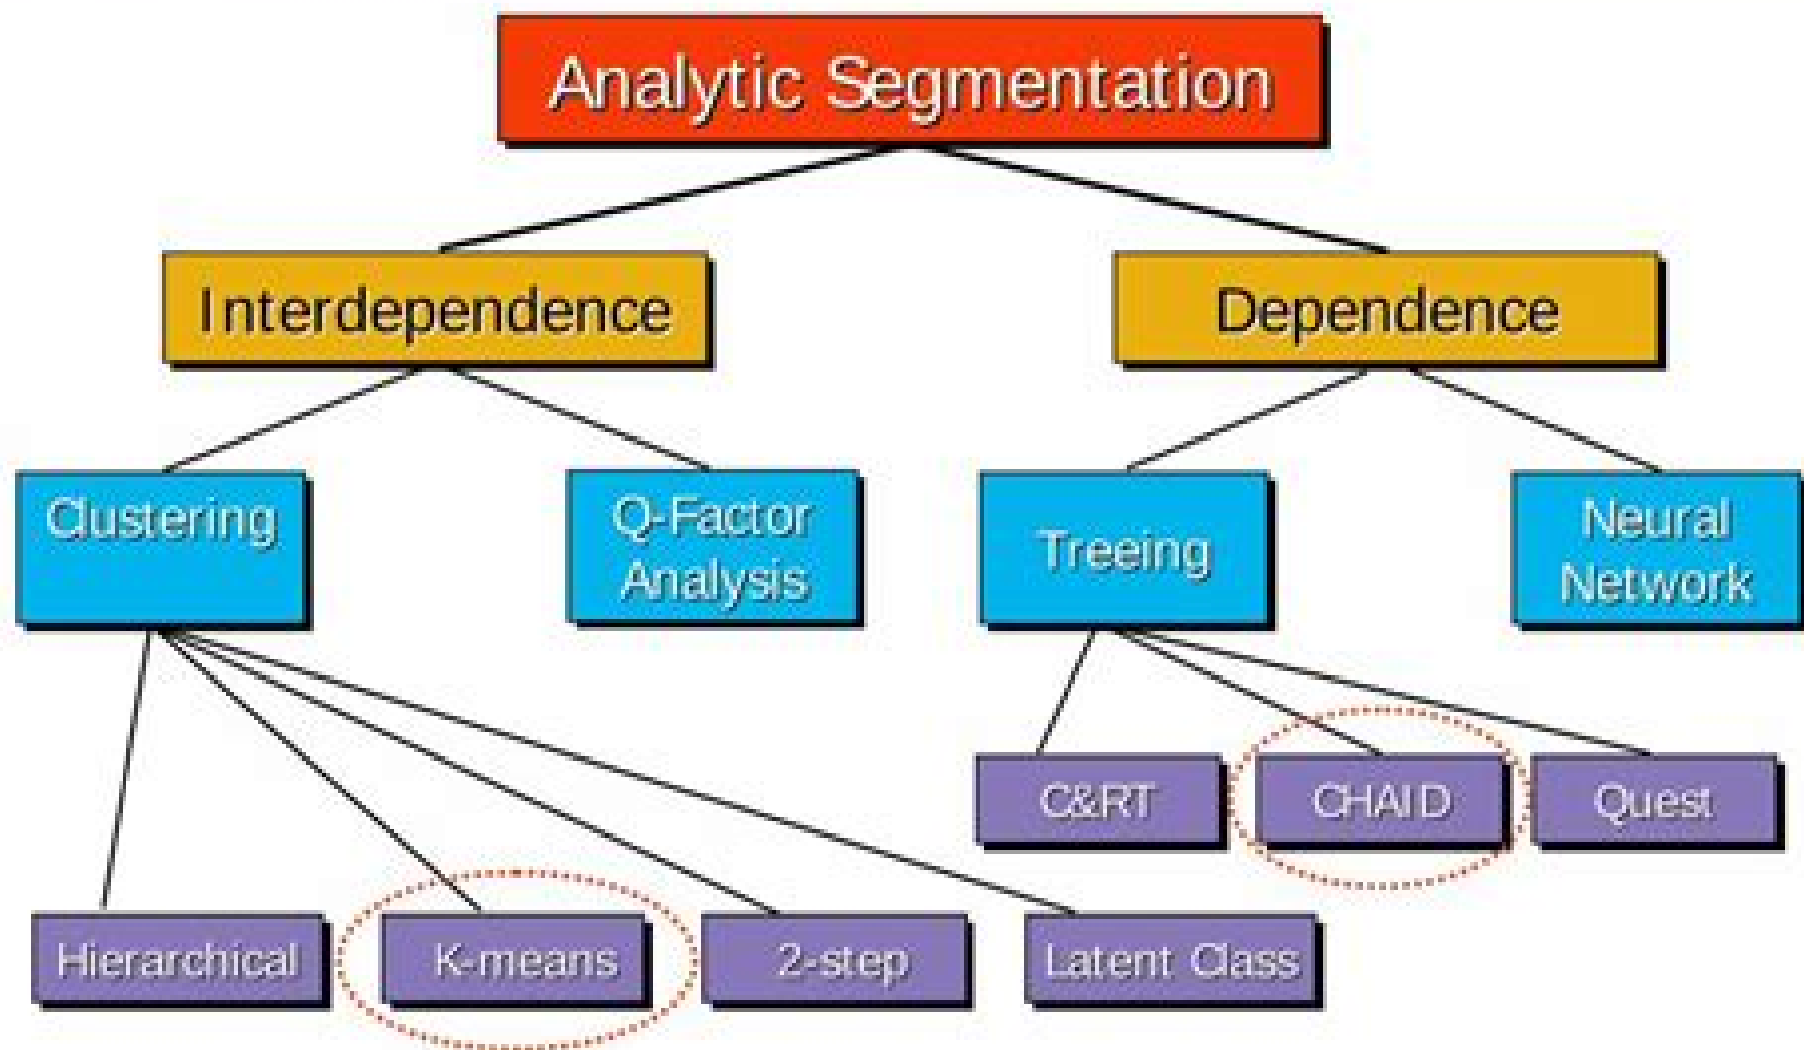 Analytic Segmentation
Interdependence
Dependence
Clustering
Q-Factor
Analysis
Treeing
Neural
Network
C&RT
CHAID
Quest
Hierarchical
K-means
2-step
Latent Class